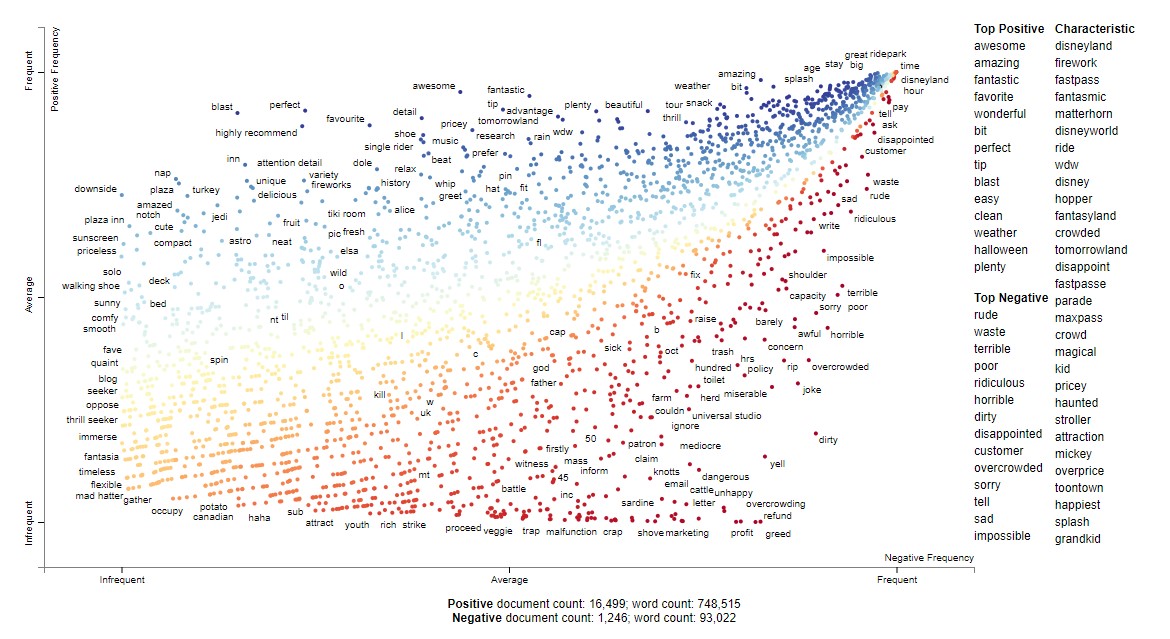 Positive Frequency
Frequent
Average
Infrequent
great ride park
age stay big time
amazing splash disneyland
awesome fantastic weather bit hour
blast perfect tip advantage plenty beautiful tour snack pay
detail tomorrowland thrill tell
favourite pricey ask
highly recommend shoe research rain wdw disappointed
single rider music customer
inn attention detail dole beat prefer
nap variety relax pin waste
downside plaza turkey unique fireworks history whip hat fit rude
delicious greet sad
amazed
notch jedi tiki room alice ridiculous
plaza inn cute fruit write
sunscreen compact astro neat pic fresh fl
priceless elsa impossible
solo wild fix shoulder
walking shoe deck o terrible
sunny bed capacity sorry poor
comfy nt til raise barely
smooth l cap b awful horrible
fave c sick oct trash concern
quaint spin god hundred hrs policy rip overcrowded
blog father toilet
seeker kill farm herd miserable joke
oppose w couldn
thrill seeker uk universal studio
immerse 50 ignore
fantasia firstly patron mediocre dirty
timeless witness mass claim yell
flexible mt 45 inform knotts dangerous
mad hatter gather battle inc email cattle unhappy
occupy potato sub sardine letter overcrowding
canadian haha attract youth rich strike refund
proceed veggie trap malfunction crap shove marketing profit greed
Negative Frequency
Infrequent Average Frequent
Positive document count: 16,499; word count: 748,515
Negative document count: 1,246; word count: 93,022
Top Positive
awesome
amazing
fantastic
favorite
wonderful
bit
perfect
tip
blast
easy
clean
weather
halloween
plenty
Top Negative
rude
waste
terrible
poor
ridiculous
horrible
dirty
disappointed
customer
overcrowded
sorry
tell
sad
impossible
Characteristic
disneyland
firework
fastpass
fantasmic
matterhorn
disneyworld
ride
wdw
disney
hopper
fantasyland
crowded
tomorrowland
disappoint
fastpasse
parade
maxpass
crowd
magical
kid
pricey
haunted
stroller
attraction
mickey
overprice
toontown
happiest
splash
grandkid